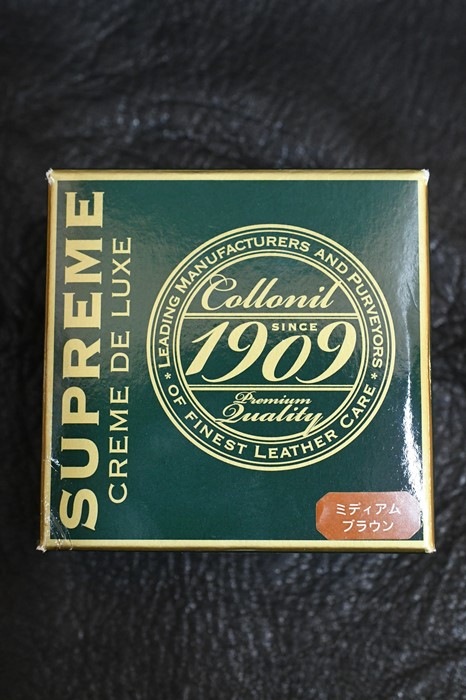 SUPREME
CREME DE LUXE
* LEADING MANUFACTURERS AND PURVEYORS *
OF FINEST LEATHER CARE
Collonil
SINCE
1909
Premium
Quality
ミディアム
ブラウン